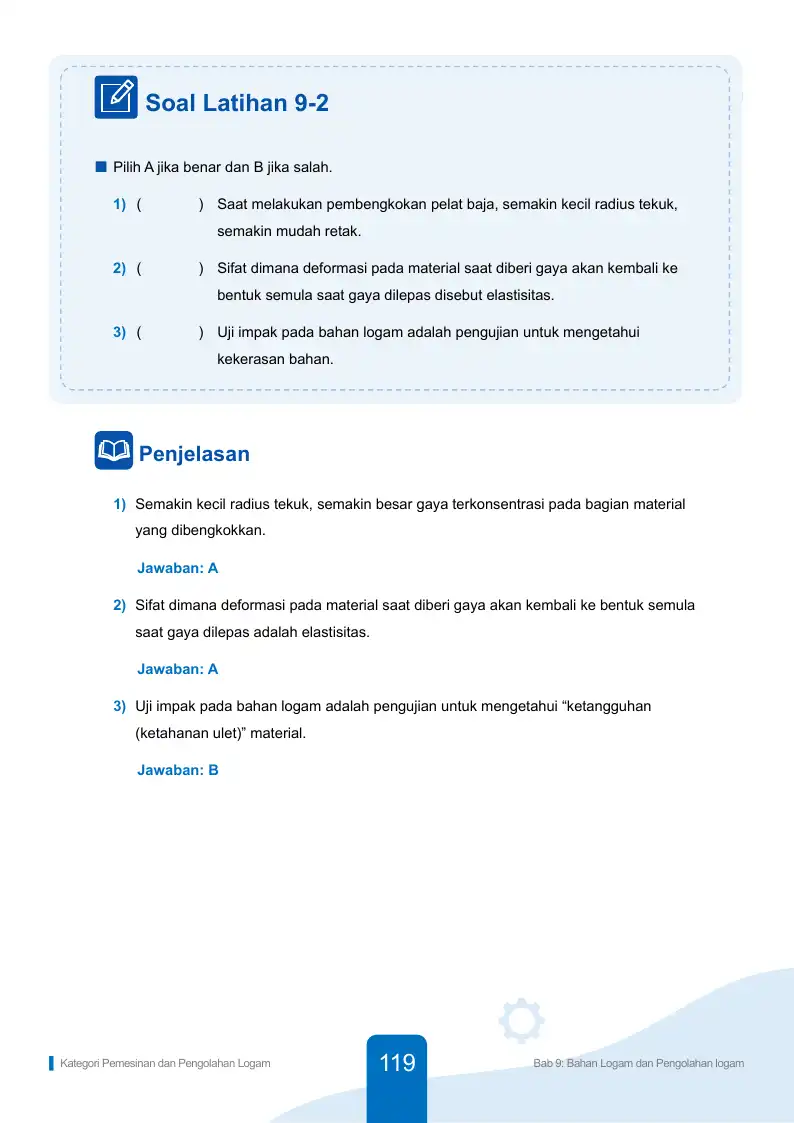 Soal Latihan 9-2
■ Pilih A jika benar dan B jika salah.
1) ( ) Saat melakukan pembengkokan pelat baja, semakin kecil radius tekuk,
semakin mudah retak.
2) ( ) Sifat dimana deformasi pada material saat diberi gaya akan kembali ke
bentuk semula saat gaya dilepas disebut elastisitas.
3) ( ) Uji impak pada bahan logam adalah pengujian untuk mengetahui
kekerasan bahan.
Penjelasan
1) Semakin kecil radius tekuk, semakin besar gaya terkonsentrasi pada bagian material
yang dibengkokkan.
Jawaban: A
2) Sifat dimana deformasi pada material saat diberi gaya akan kembali ke bentuk semula
saat gaya dilepas adalah elastisitas.
Jawaban: A
3) Uji impak pada bahan logam adalah pengujian untuk mengetahui “ketangguhan
(ketahanan ulet)” material.
Jawaban: B
Kategori Pemesinan dan Pengolahan Logam
119
Bab 9: Bahan Logam dan Pengolahan logam